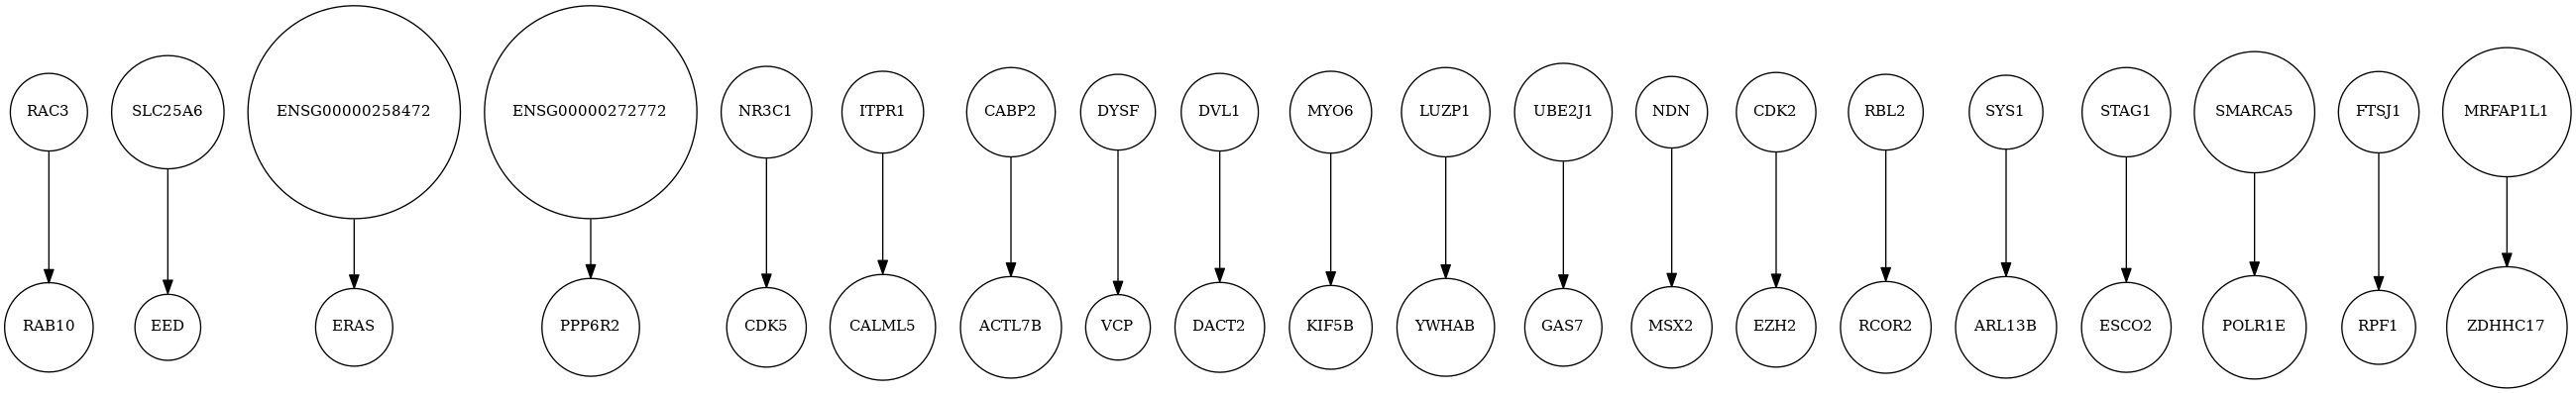 RAC3
SLC25A6
ENSG00000258472
ENSG00000272772
NR3C1
ITPR1
CABP2
DYSF
DVL1
MYO6
LUZP1
UBE2J1
NDN
CDK2
RBL2
SYS1
STAG1
SMARCA5
FTSJ1
MRFAP1L1
RAB10
EED
ERAS
PPP6R2
CDK5
CALML5
ACTL7B
VCP
DACT2
KIF5B
YWHAB
GAS7
MSX2
EZH2
RCOR2
ARL13B
ESCO2
POLR1E
RPF1
ZDHHC17